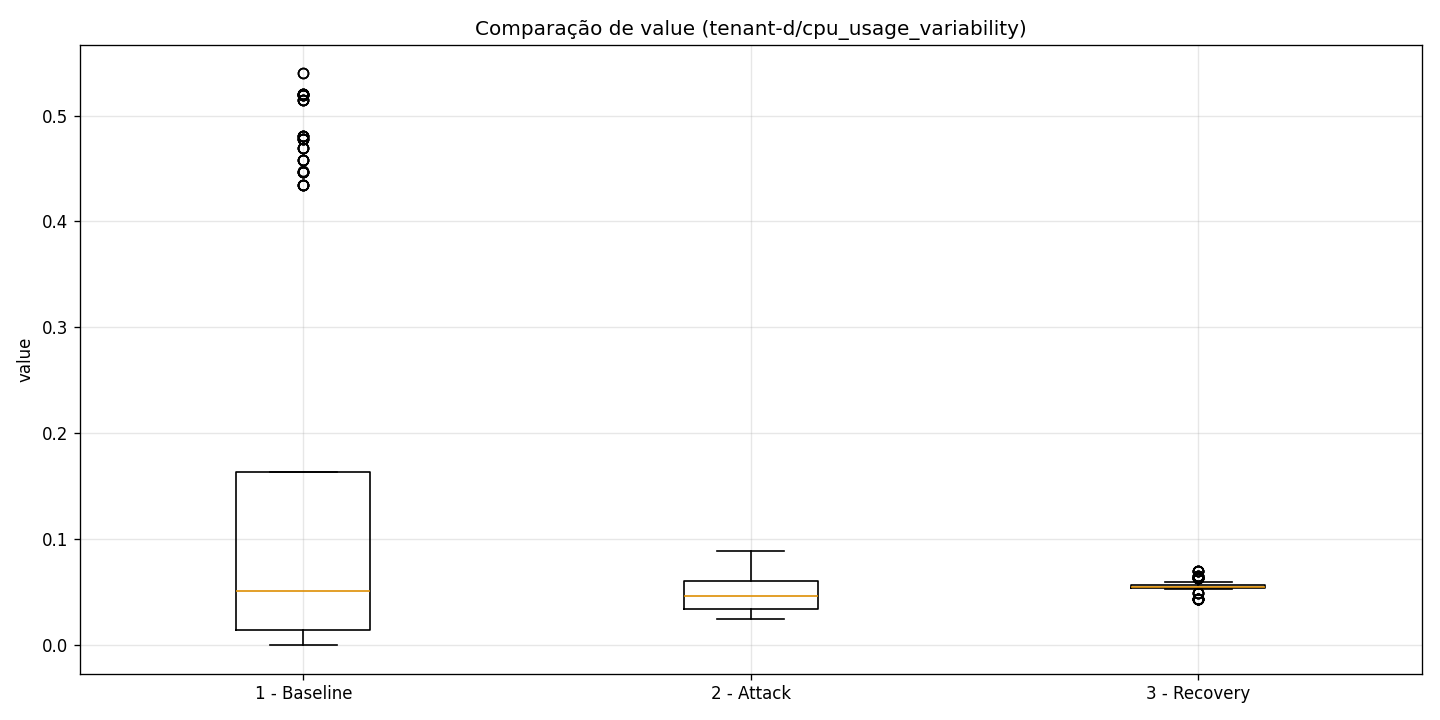 Comparação de value (tenant-d/cpu_usage_variability)
value
0.5
0.4
0.3
0.2
0.1
0.0
1 - Baseline
2 - Attack
3 - Recovery